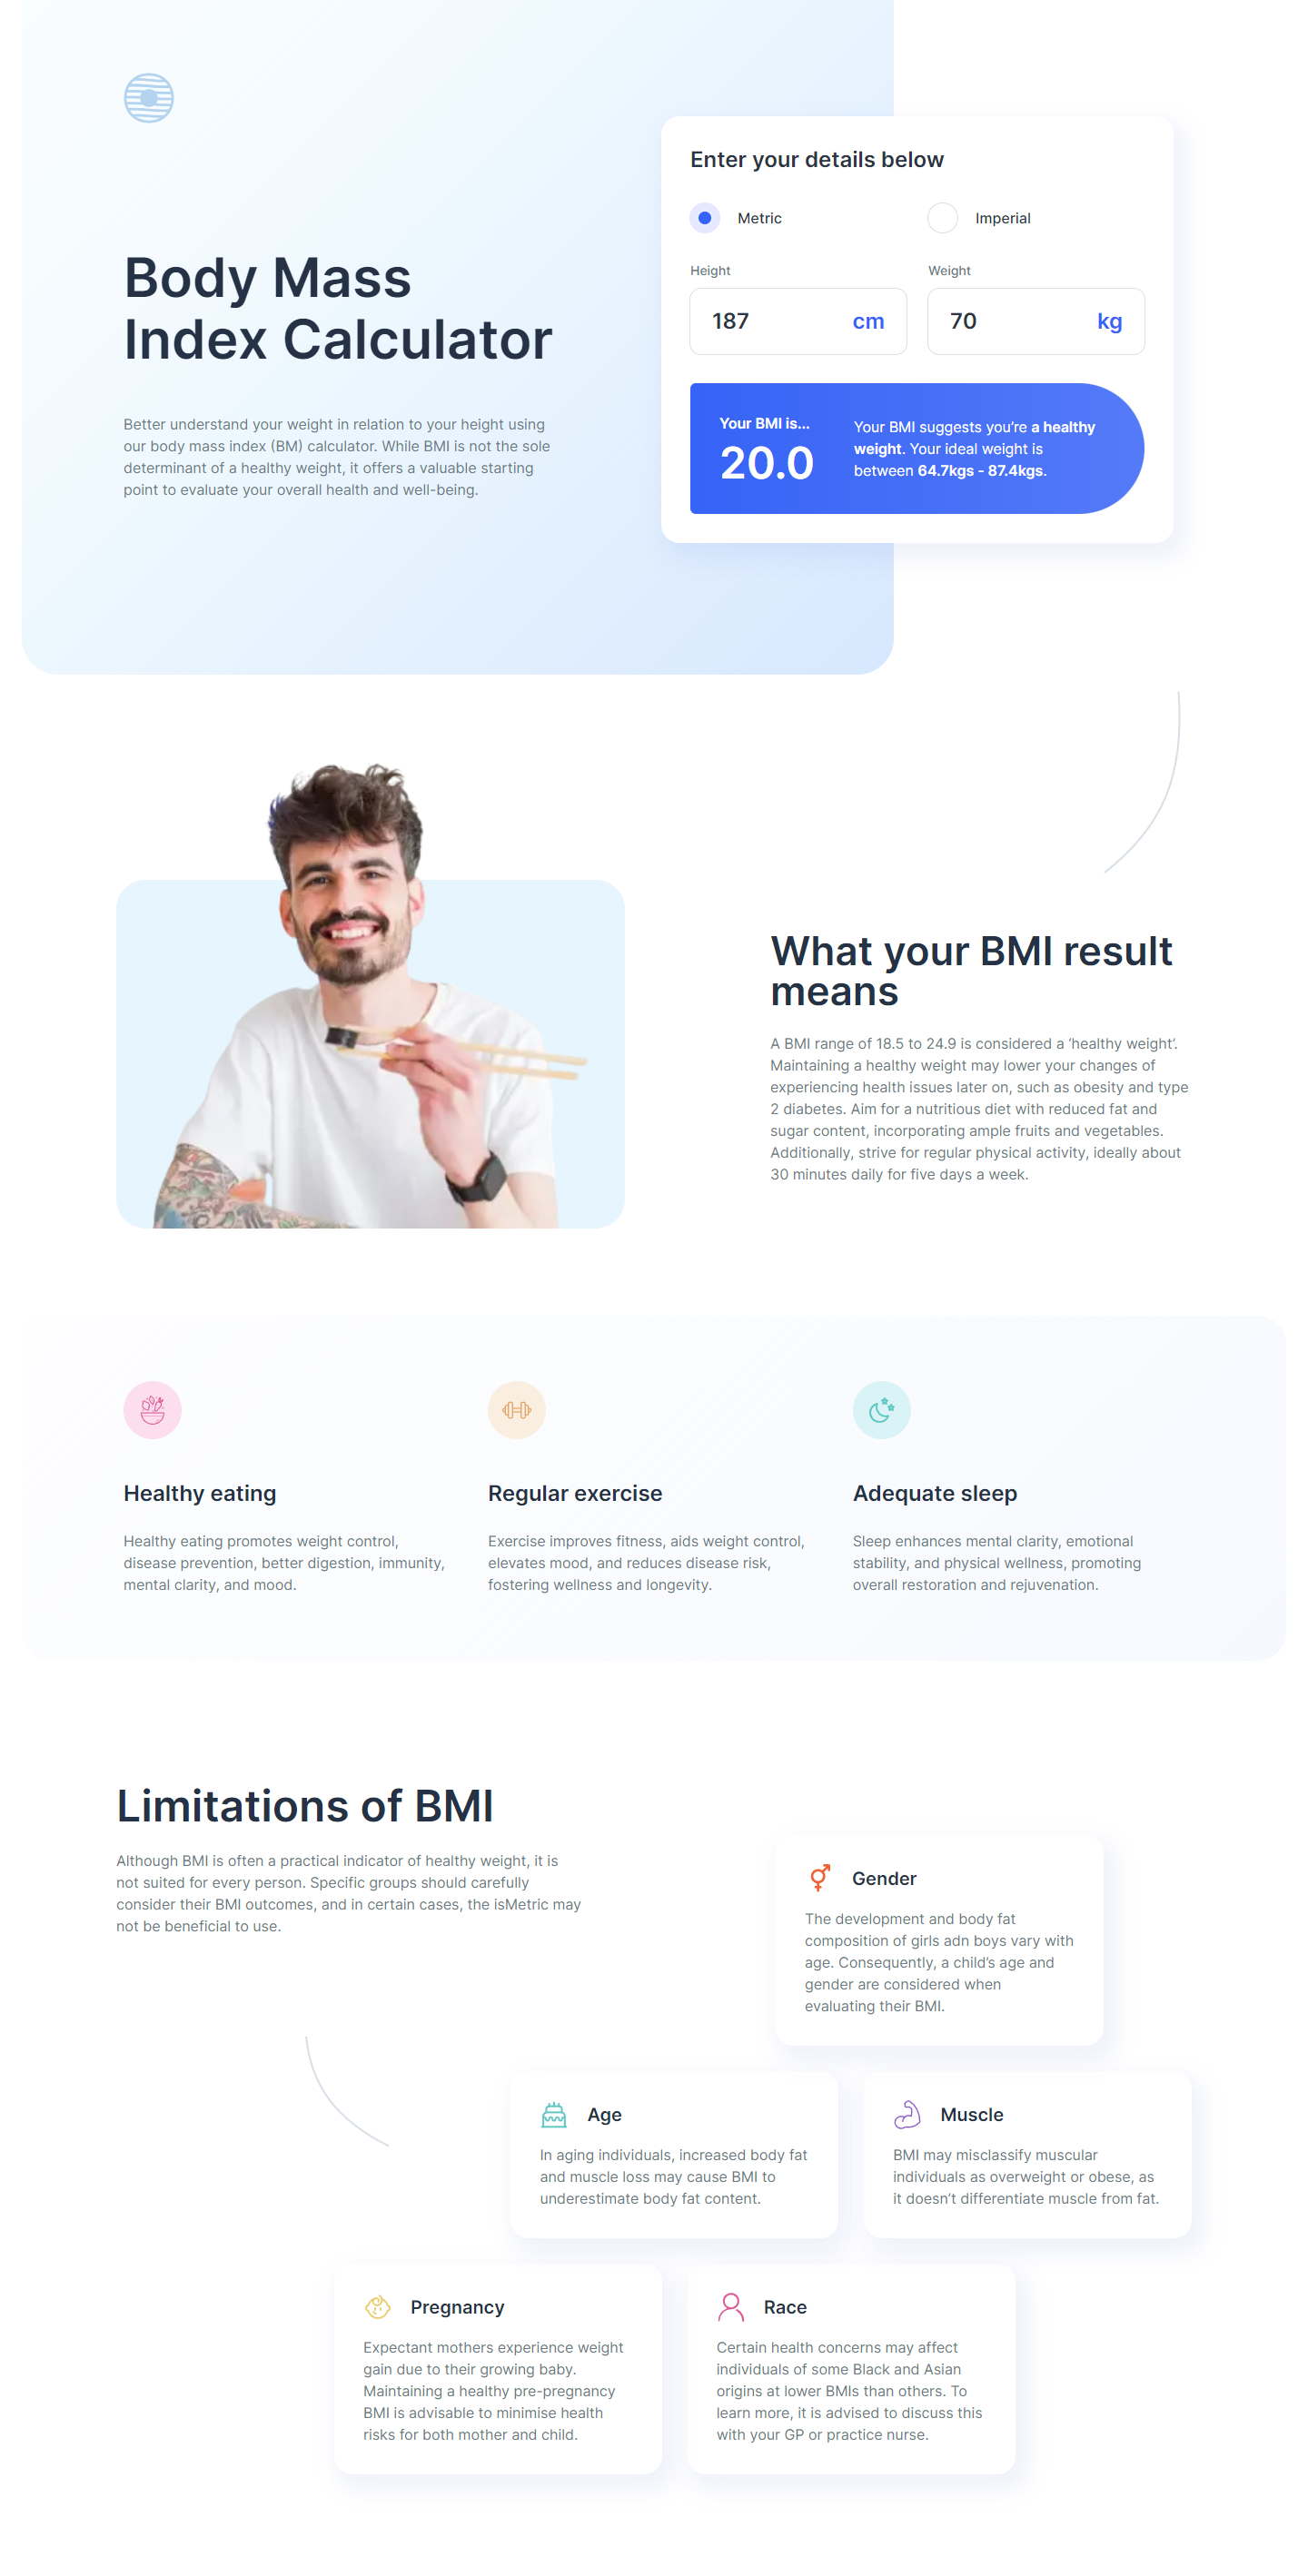 Enter your details below
Metric
Imperial
Height
Weight
187
cm
70
kg
Your BMI is...
20.0
Your BMI suggests you’re a healthy
weight. Your ideal weight is
between 64.7kgs - 87.4kgs.
Body Mass
Index Calculator
Better understand your weight in relation to your height using
our body mass index (BM) calculator. While BMI is not the sole
determinant of a healthy weight, it offers a valuable starting
point to evaluate your overall health and well-being.
What your BMI result
means
A BMI range of 18.5 to 24.9 is considered a ‘healthy weight’.
Maintaining a healthy weight may lower your changes of
experiencing health issues later on, such as obesity and type
2 diabetes. Aim for a nutritious diet with reduced fat and
sugar content, incorporating ample fruits and vegetables.
Additionally, strive for regular physical activity, ideally about
30 minutes daily for five days a week.
Healthy eating
Healthy eating promotes weight control,
disease prevention, better digestion, immunity,
mental clarity, and mood.
Regular exercise
Exercise improves fitness, aids weight control,
elevates mood, and reduces disease risk,
fostering wellness and longevity.
Adequate sleep
Sleep enhances mental clarity, emotional
stability, and physical wellness, promoting
overall restoration and rejuvenation.
Limitations of BMI
Although BMI is often a practical indicator of healthy weight, it is
not suited for every person. Specific groups should carefully
consider their BMI outcomes, and in certain cases, the isMetric may
not be beneficial to use.
Gender
The development and body fat
composition of girls adn boys vary with
age. Consequently, a child’s age and
gender are considered when
evaluating their BMI.
Age
In aging individuals, increased body fat
and muscle loss may cause BMI to
underestimate body fat content.
Muscle
BMI may misclassify muscular
individuals as overweight or obese, as
it doesn’t differentiate muscle from fat.
Pregnancy
Expectant mothers experience weight
gain due to their growing baby.
Maintaining a healthy pre-pregnancy
BMI is advisable to minimise health
risks for both mother and child.
Race
Certain health concerns may affect
individuals of some Black and Asian
origins at lower BMIs than others. To
learn more, it is advised to discuss this
with your GP or practice nurse.